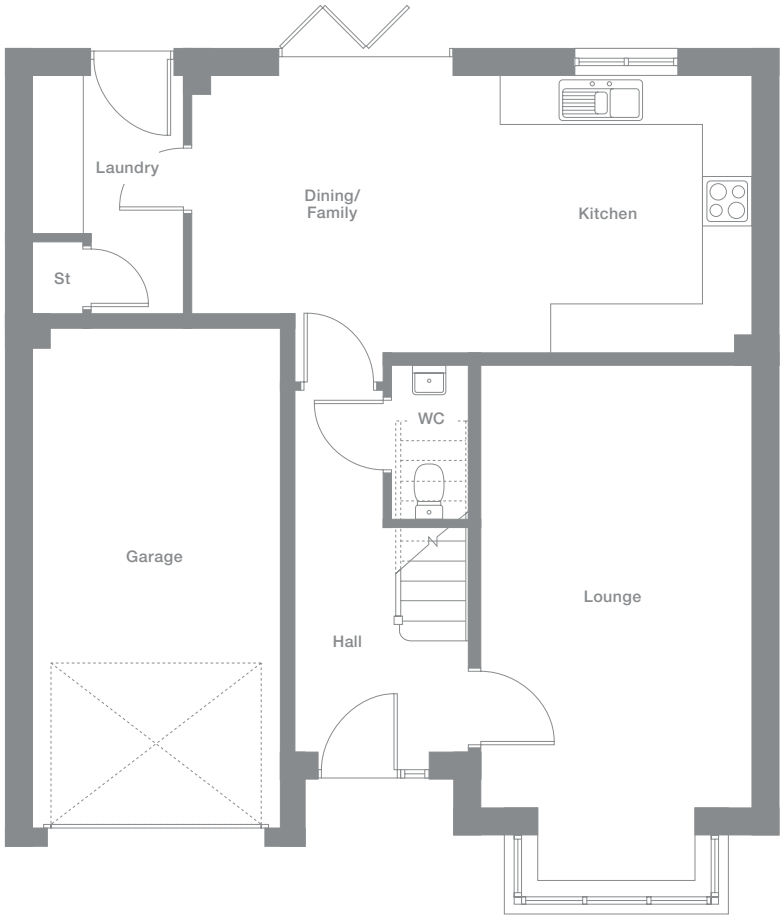 Laundry
Dining/
Family
Kitchen
St
WC
Garage
Lounge
Hall